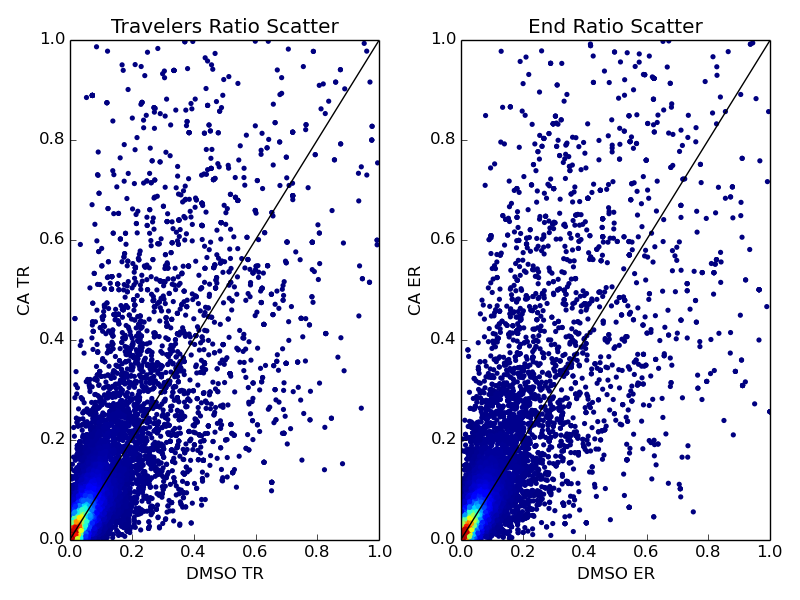 Travelers Ratio Scatter
1.0
0.8
0.6
0.4
0.2
0.0
CA TR
0.0 0.2 0.4 0.6 0.8 1.0
DMSO TR
End Ratio Scatter
1.0
0.8
0.6
0.4
0.2
0.0
CA ER
0.0 0.2 0.4 0.6 0.8 1.0
DMSO ER